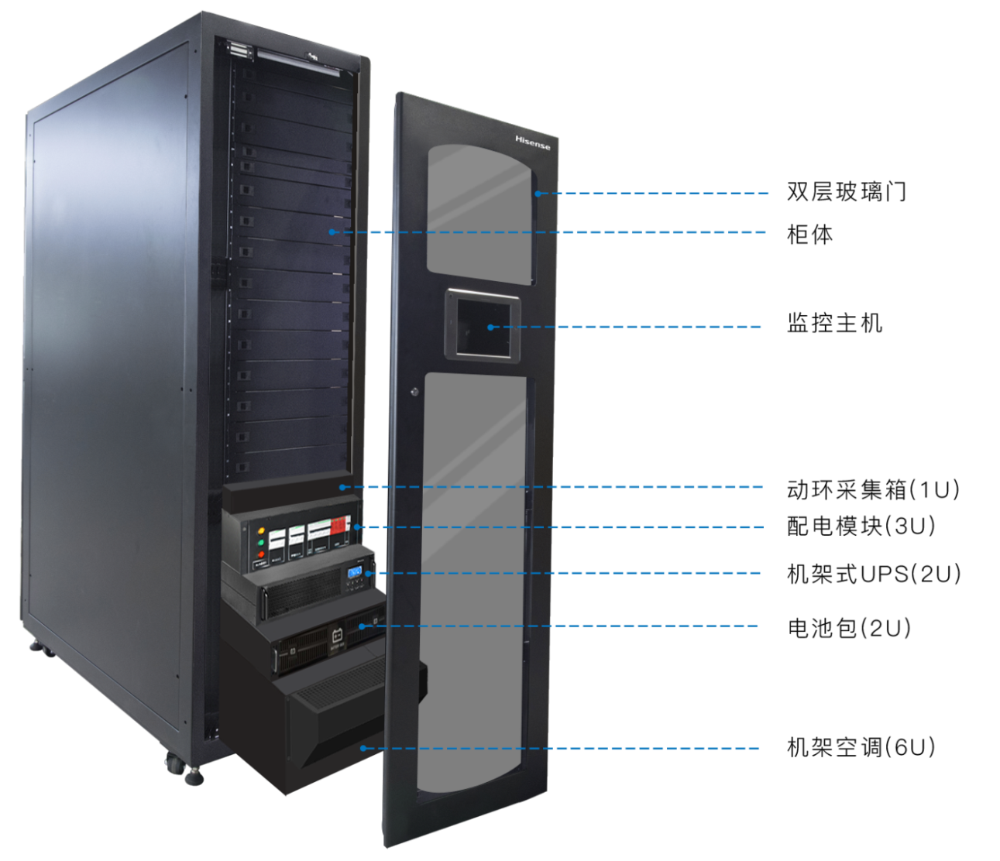 Hisense
双层玻璃门
柜体
监控主机
动环采集箱(1U)
配电模块(3U)
机架式UPS(2U)
电池包(2U)
机架空调(6U)